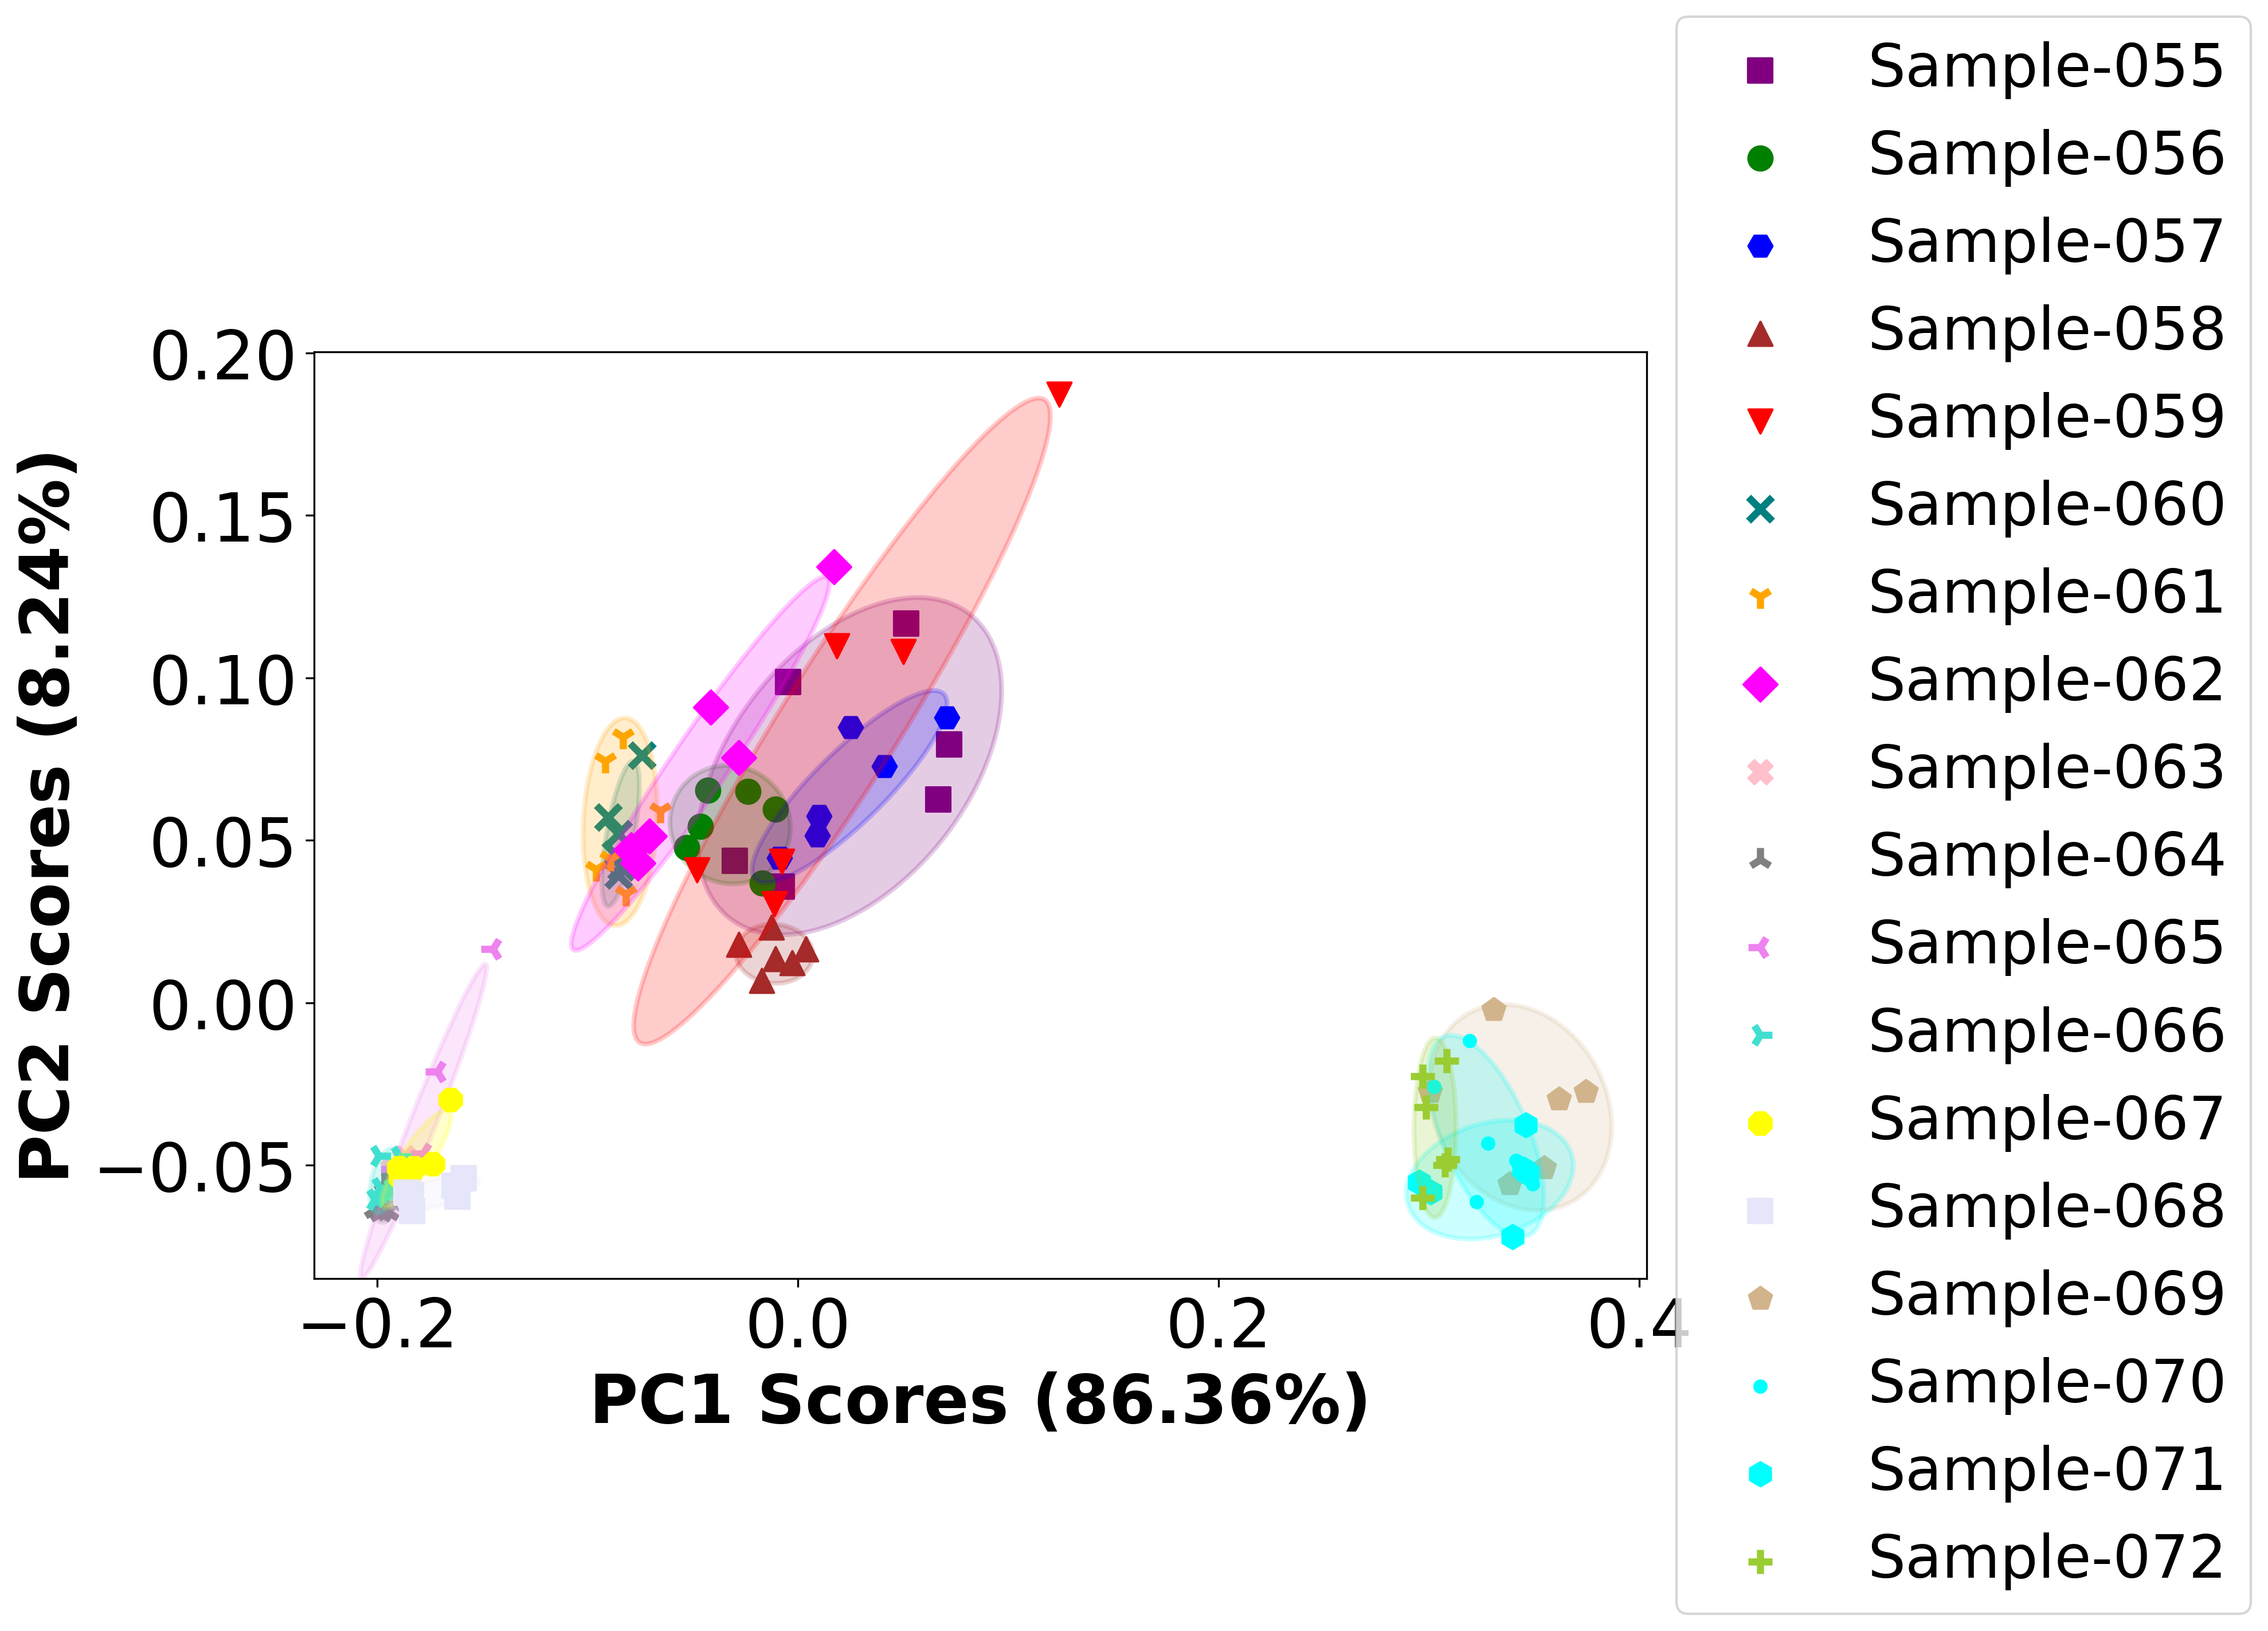 Sample-055
Sample-056
Sample-057
Sample-058
Sample-059
Sample-060
Sample-061
Sample-062
Sample-063
Sample-064
Sample-065
Sample-066
Sample-067
Sample-068
Sample-069
Sample-070
Sample-071
Sample-072
PC2 Scores (8.24%)
0.20
0.15
0.10
0.05
0.00
−0.05
−0.2 0.0 0.2 0.4
PC1 Scores (86.36%)